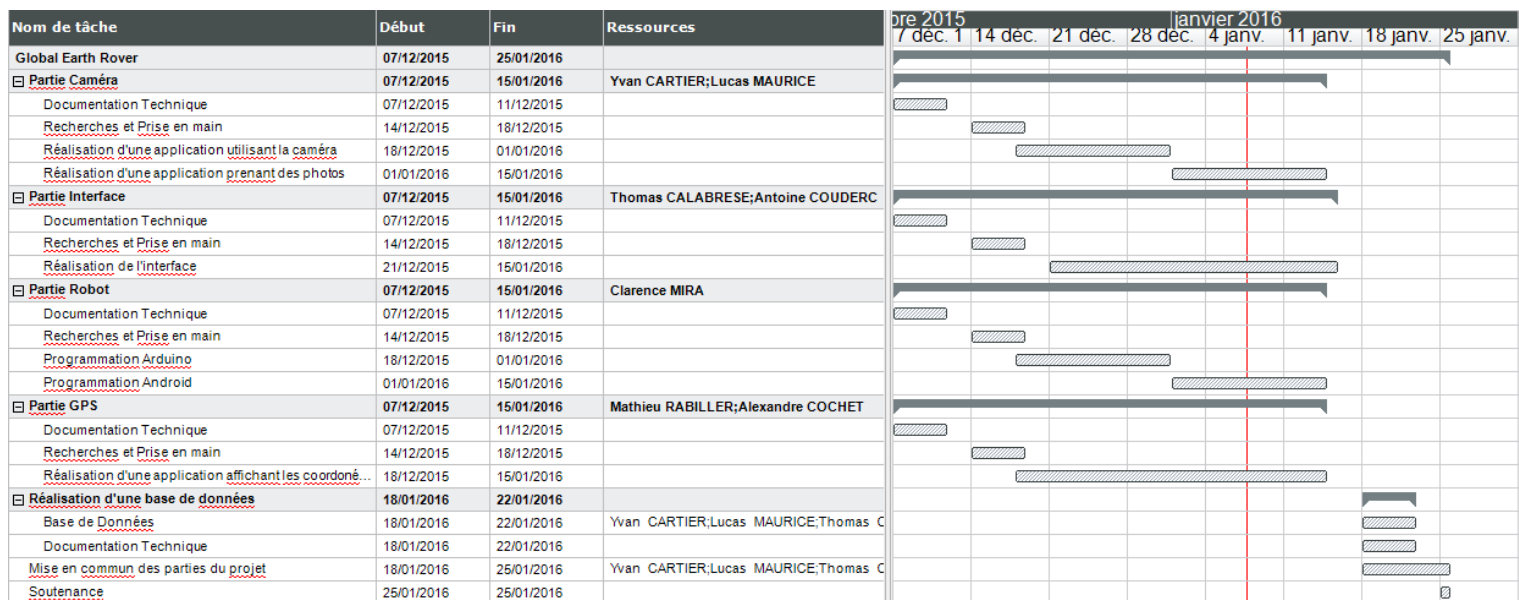 Nom de tâche Début Fin Ressources bre 2015 janvier 2016
7 déc. 1 14 déc. 21 déc. 28 déc. 4 janv. 11 janv. 18 janv. 25 janv.
Global Earth Rover 07/12/2015 25/01/2016
Partie Caméra 07/12/2015 15/01/2016 Yvan CARTIER;Lucas MAURICE
Documentation Technique 07/12/2015 11/12/2015
Recherches et Prise en main 14/12/2015 18/12/2015
Réalisation d'une application utilisant la caméra 18/12/2015 01/01/2016
Réalisation d'une application prenant des photos 01/01/2016 15/01/2016
Partie Interface 07/12/2015 15/01/2016 Thomas CALABRESE;Antoine COUDERC
Documentation Technique 07/12/2015 11/12/2015
Recherches et Prise en main 14/12/2015 18/12/2015
Réalisation de l'interface 21/12/2015 15/01/2016
Partie Robot 07/12/2015 15/01/2016 Clarence MIRA
Documentation Technique 07/12/2015 11/12/2015
Recherches et Prise en main 14/12/2015 18/12/2015
Programmation Arduino 18/12/2015 01/01/2016
Programmation Android 01/01/2016 15/01/2016
Partie GPS 07/12/2015 15/01/2016 Mathieu RABILLER;Alexandre COCHET
Documentation Technique 07/12/2015 11/12/2015
Recherches et Prise en main 14/12/2015 18/12/2015
Réalisation d'une application affichant les coordoné... 18/12/2015 15/01/2016
Réalisation d'une base de données 18/01/2016 22/01/2016
Base de Données 18/01/2016 22/01/2016 Yvan CARTIER;Lucas MAURICE;Thomas C
Documentation Technique 18/01/2016 22/01/2016
Mise en commun des parties du projet 18/01/2016 25/01/2016 Yvan CARTIER;Lucas MAURICE;Thomas C
Soutenance 25/01/2016 25/01/2016